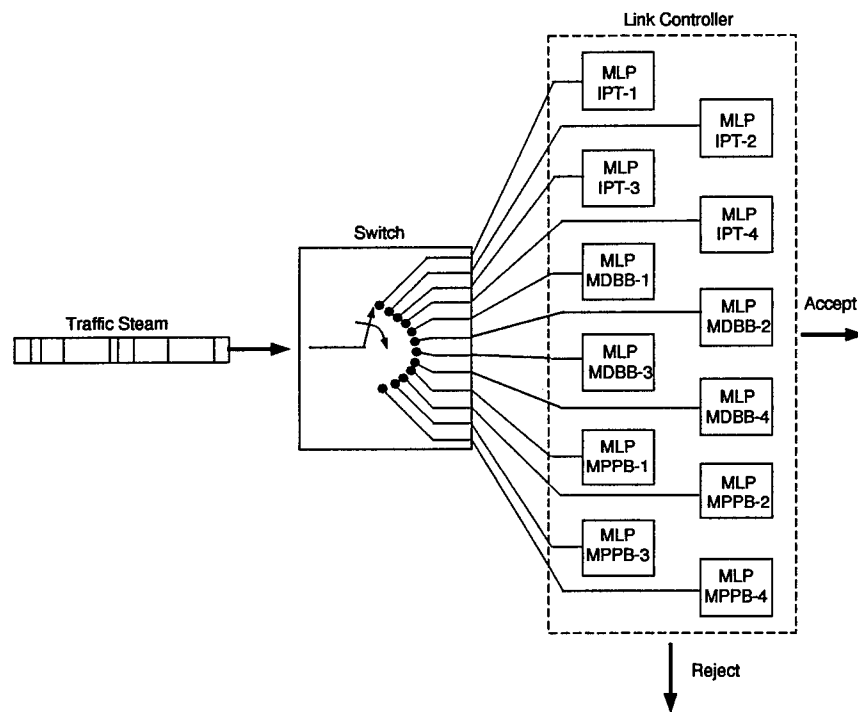 Link Controller
MLP
IPT-1
MLP
IPT-2
MLP
IPT-3
MLP
IPT-4
Switch
MLP
MDBB-1
Traffic Steam
MLP
MDBB-2
Accept
MLP
MDBB-3
MLP
MDBB-4
MLP
MPPB-1
MLP
MPPB-2
MLP
MPPB-3
MLP
MPPB-4
Reject